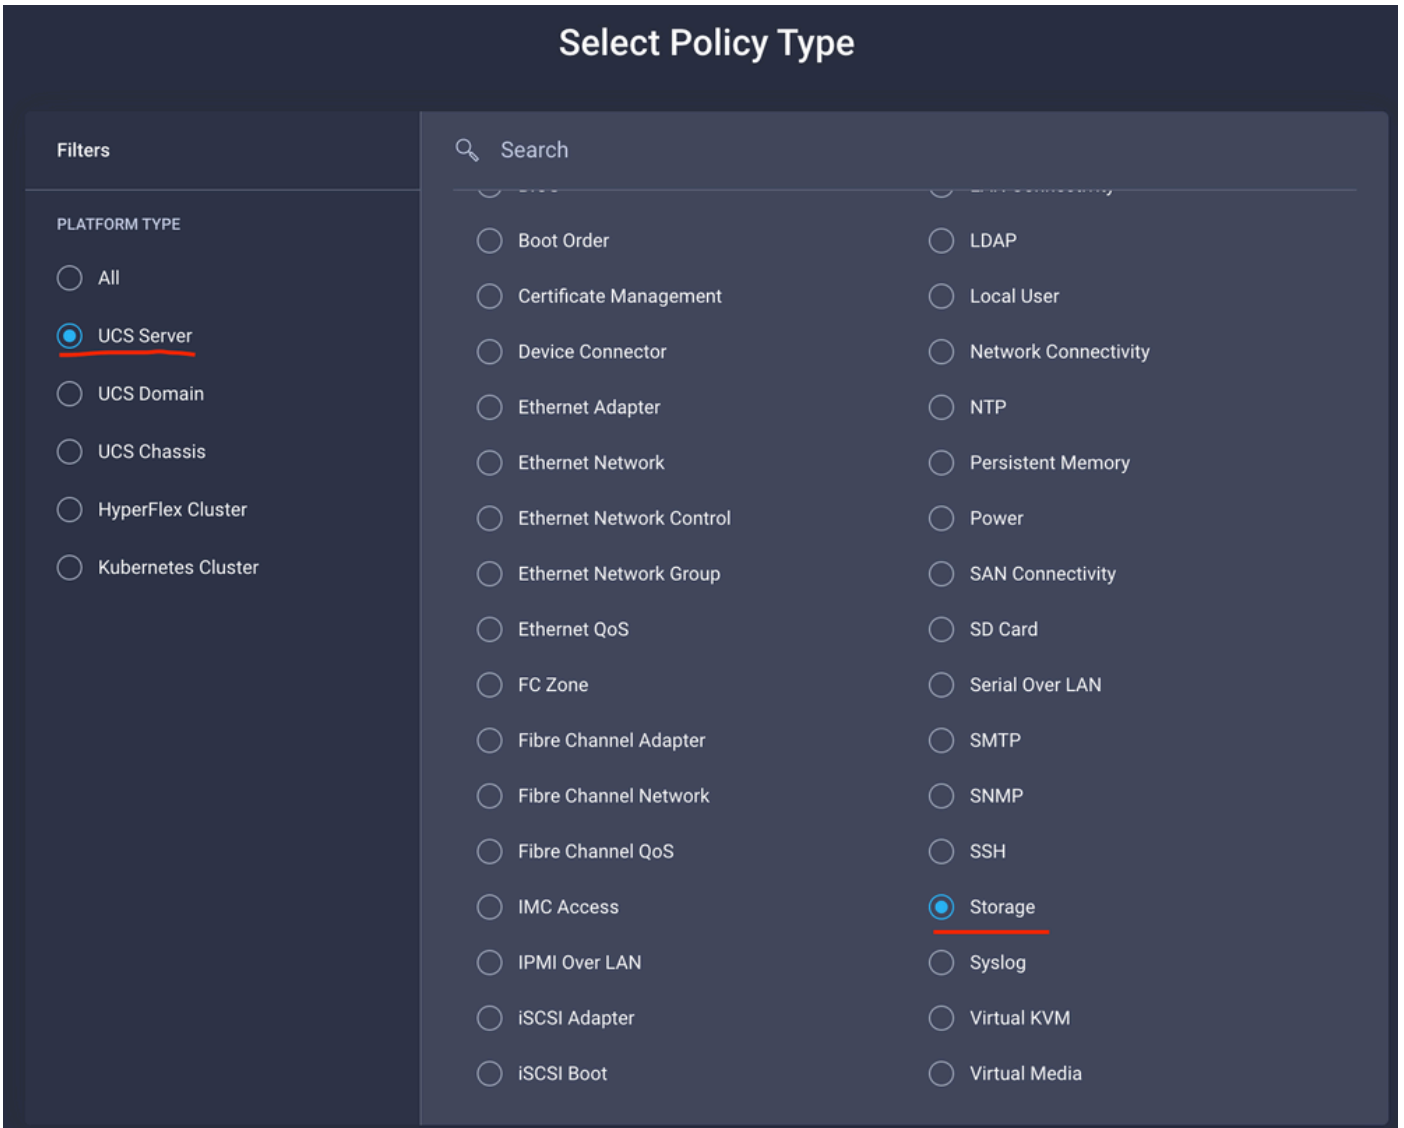 Select Policy Type
Filters
Search
PLATFORM TYPE
All
UCS Server
UCS Domain
UCS Chassis
HyperFlex Cluster
Kubernetes Cluster
Boot Order
Certificate Management
Device Connector
Ethernet Adapter
Ethernet Network
Ethernet Network Control
Ethernet Network Group
Ethernet QoS
FC Zone
Fibre Channel Adapter
Fibre Channel Network
Fibre Channel QoS
IMC Access
IPMI Over LAN
iSCSI Adapter
iSCSI Boot
LDAP
Local User
Network Connectivity
NTP
Persistent Memory
Power
SAN Connectivity
SD Card
Serial Over LAN
SMTP
SNMP
SSH
Storage
Syslog
Virtual KVM
Virtual Media